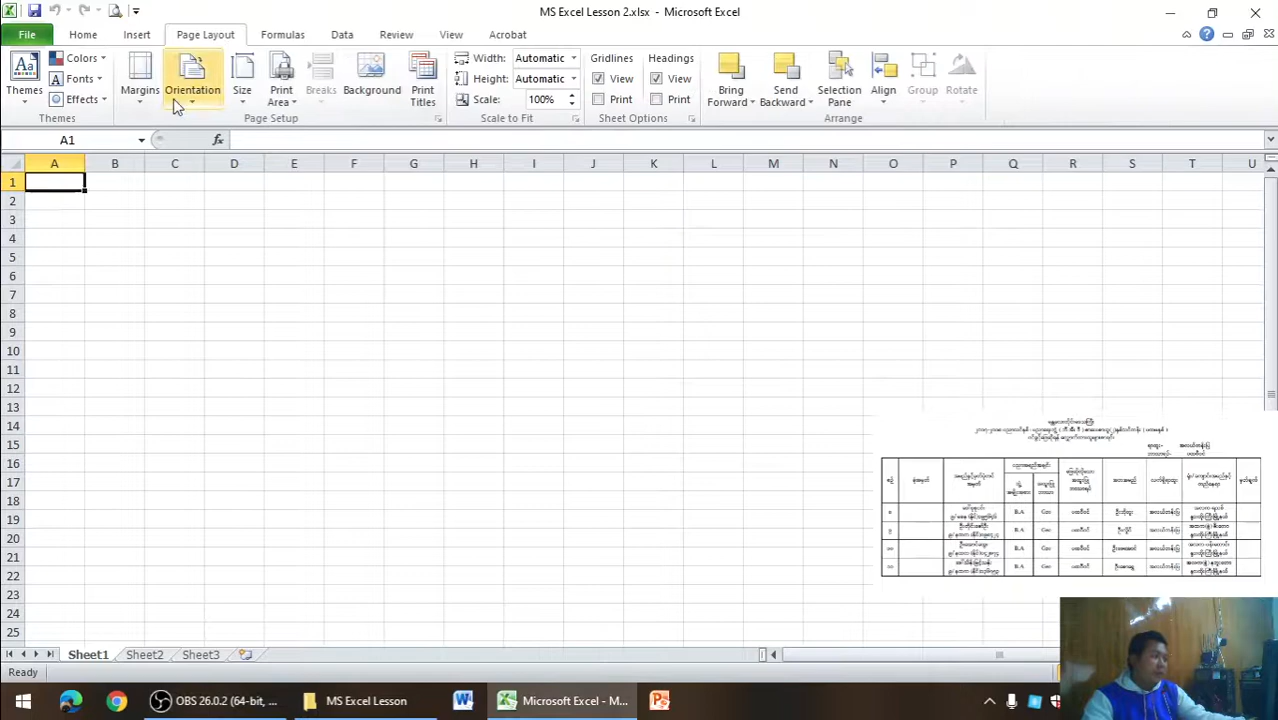 MS Excel Lesson 2.xlsx - Microsoft Excel
File Home Insert Page Layout Formulas Data Review View Acrobat
Colors Width: Automatic Gridlines Headings
Fonts Height: Automatic View View
Themes Effects Margins Orientation Size Print Area Breaks Background Print Titles Scale: 100% Print Print Bring Forward Send Backward Selection Pane Align Group Rotate
Themes Page Setup Scale to Fit Sheet Options Arrange
A1 fx
A B C D E F G H I J K L M N O P Q R S T U
1
2
3
4
5
6
7
8
9
10
11
12
13
14
15
16
17
18
19
20
21
22
23
24
25
B.A
B.A
B.A
B.A
Sheet1 Sheet2 Sheet3
Ready
OBS 26.0.2 (64-bit, ... MS Excel Lesson W Microsoft Excel - M...